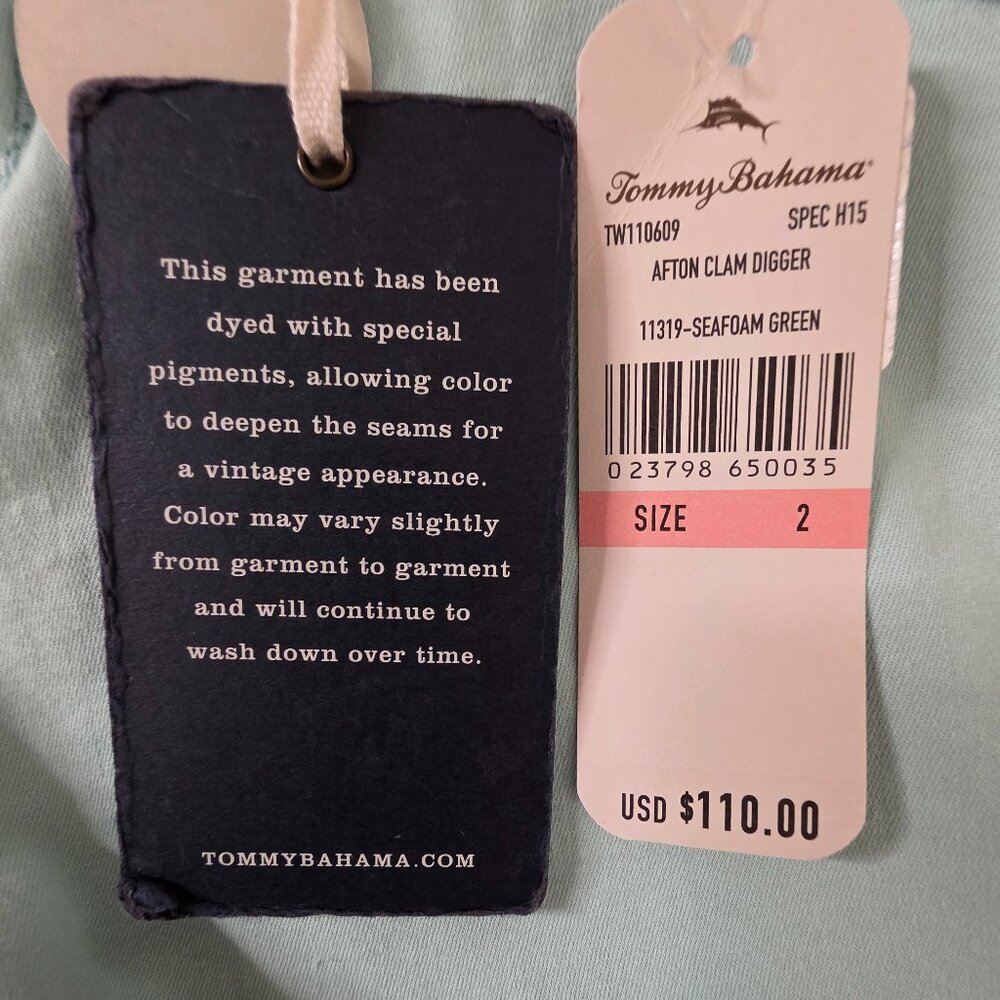 This garment has been
dyed with special
pigments, allowing color
to deepen the seams for
a vintage appearance.
Color may vary slightly
from garment to garment
and will continue to
wash down over time.
TOMMYBAHAMA.COM
Tommy Bahama®
TW110609 SPEC H15
AFTON CLAM DIGGER
11319-SEAFOAM GREEN
0 23798 65003 5
SIZE 2
USD $110.00